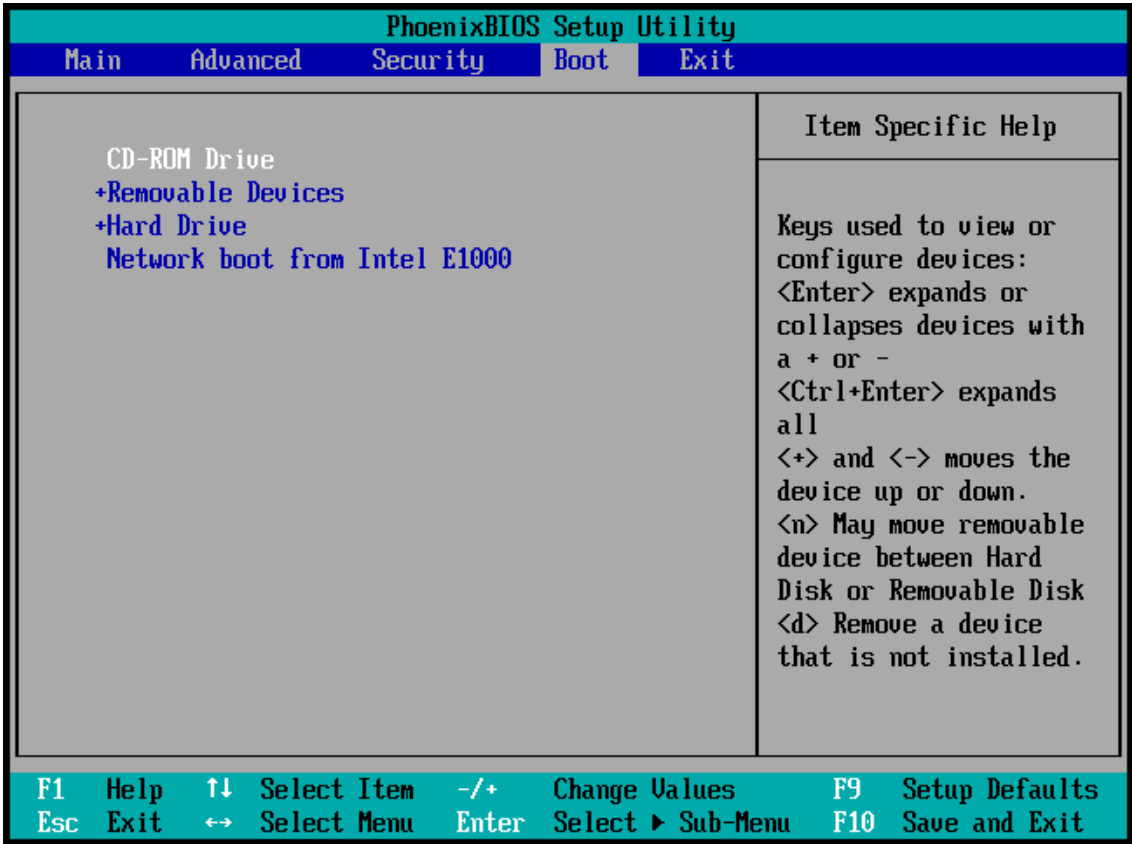 PhoenixBIOS Setup Utility
Main Advanced Security Boot Exit
CD-ROM Drive
+Removable Devices
+Hard Drive
Network boot from Intel E1000
Item Specific Help
Keys used to view or
configure devices:
<Enter> expands or
collapses devices with
a + or -
<Ctrl+Enter> expands
all
<+> and <-> moves the
device up or down.
<n> May move removable
device between Hard
Disk or Removable Disk
<d> Remove a device
that is not installed.
F1 Help ↑↓ Select Item -/+ Change Values F9 Setup Defaults
Esc Exit ↔ Select Menu Enter Select ▶ Sub-Menu F10 Save and Exit